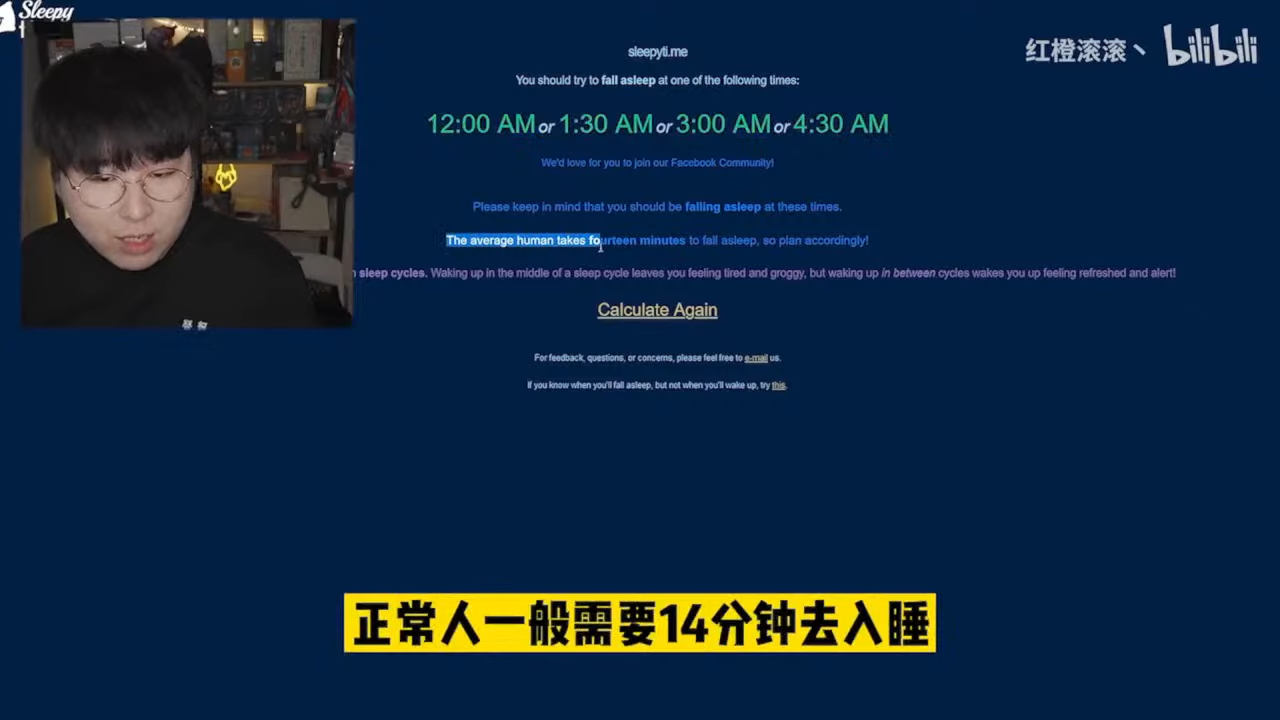 Sleepy
红橙滚滚丶 bilibili
sleepyti.me
You should try to fall asleep at one of the following times:
12:00 AM or 1:30 AM or 3:00 AM or 4:30 AM
We'd love for you to join our Facebook Community!
Please keep in mind that you should be falling asleep at these times.
The average human takes fourteen minutes to fall asleep, so plan accordingly!
sleep cycles. Waking up in the middle of a sleep cycle leaves you feeling tired and groggy, but waking up in between cycles wakes you up feeling refreshed and alert!
Calculate Again
For feedback, questions, or concerns, please feel free to e-mail us.
If you know when you'll fall asleep, but not when you'll wake up, try this.
正常人一般需要14分钟去入睡